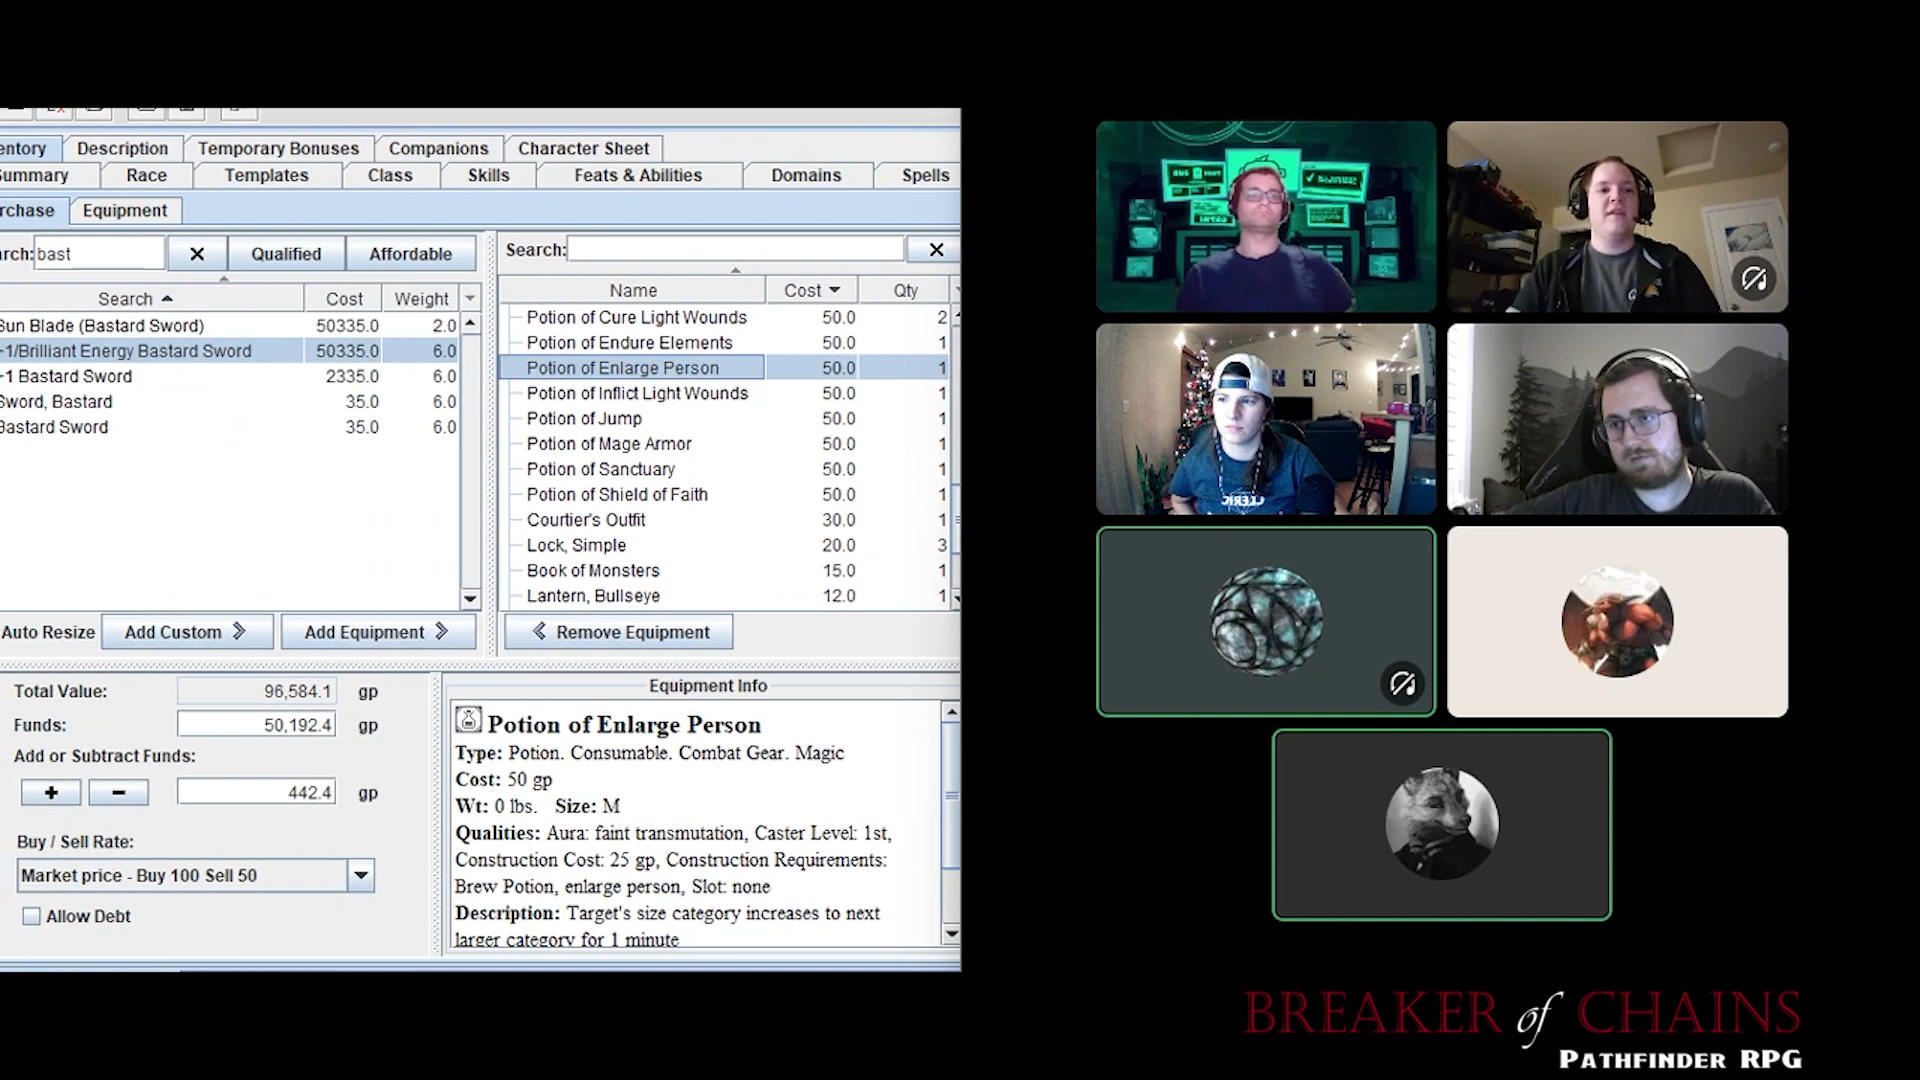 entory Description Temporary Bonuses Companions Character Sheet
Summary Race Templates Class Skills Feats & Abilities Domains Spells
rchase Equipment
rch: bast Qualified Affordable
Search Cost Weight
Sun Blade (Bastard Sword) 50335.0 2.0
+1/Brilliant Energy Bastard Sword 50335.0 6.0
+1 Bastard Sword 2335.0 6.0
Sword, Bastard 35.0 6.0
Bastard Sword 35.0 6.0
Auto Resize Add Custom Add Equipment
Search:
Name Cost Qty
Potion of Cure Light Wounds 50.0 2
Potion of Endure Elements 50.0 1
Potion of Enlarge Person 50.0 1
Potion of Inflict Light Wounds 50.0 1
Potion of Jump 50.0 1
Potion of Mage Armor 50.0 1
Potion of Sanctuary 50.0 1
Potion of Shield of Faith 50.0 1
Courtier's Outfit 30.0 1
Lock, Simple 20.0 3
Book of Monsters 15.0 1
Lantern, Bullseye 12.0 1
Remove Equipment
Total Value: 96,584.1 gp
Funds: 50,192.4 gp
Add or Subtract Funds:
+ - 442.4 gp
Buy / Sell Rate:
Market price - Buy 100 Sell 50
Allow Debt
Equipment Info
Potion of Enlarge Person
Type: Potion. Consumable. Combat Gear. Magic
Cost: 50 gp
Wt: 0 lbs. Size: M
Qualities: Aura: faint transmutation, Caster Level: 1st,
Construction Cost: 25 gp, Construction Requirements:
Brew Potion, enlarge person, Slot: none
Description: Target's size category increases to next
larger category for 1 minute
CLERIC
BREAKER of CHAINS
PATHFINDER RPG